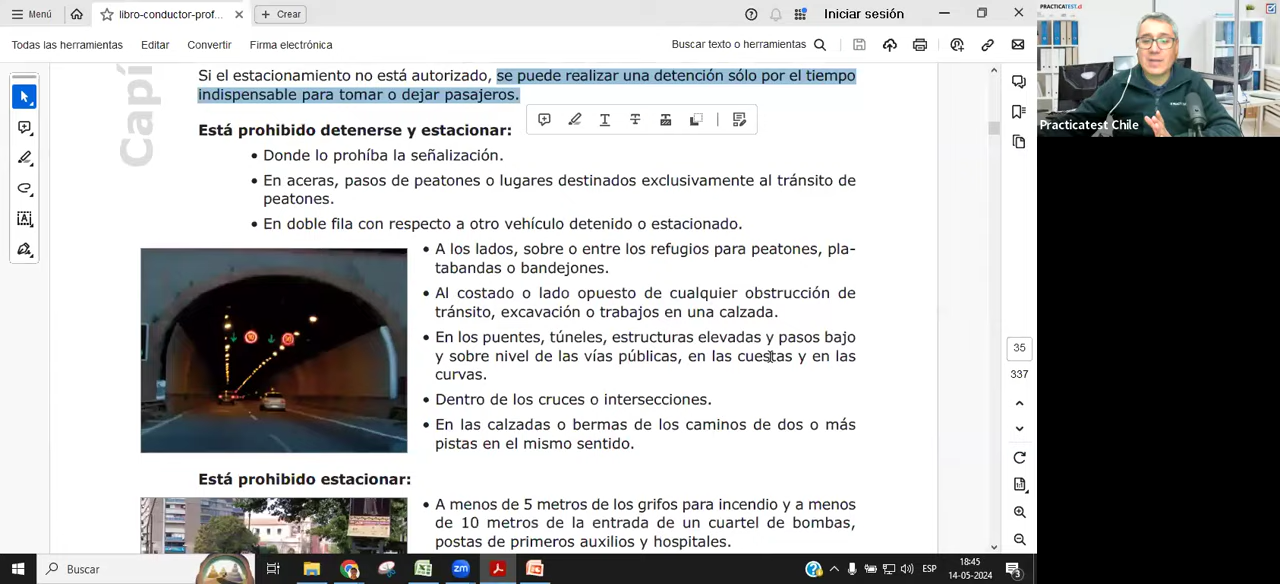 Menú
libro-conductor-prof...
Crear
Iniciar sesión
PRACTICATEST.cl
Todas las herramientas
Editar
Convertir
Firma electrónica
Buscar texto o herramientas
Capí
Si el estacionamiento no está autorizado, se puede realizar una detención sólo por el tiempo
indispensable para tomar o dejar pasajeros.
Está prohibido detenerse y estacionar:
• Donde lo prohíba la señalización.
• En aceras, pasos de peatones o lugares destinados exclusivamente al tránsito de
peatones.
• En doble fila con respecto a otro vehículo detenido o estacionado.
• A los lados, sobre o entre los refugios para peatones, pla-
tabandas o bandejones.
• Al costado o lado opuesto de cualquier obstrucción de
tránsito, excavación o trabajos en una calzada.
• En los puentes, túneles, estructuras elevadas y pasos bajo
y sobre nivel de las vías públicas, en las cuestas y en las
curvas.
• Dentro de los cruces o intersecciones.
• En las calzadas o bermas de los caminos de dos o más
pistas en el mismo sentido.
Está prohibido estacionar:
• A menos de 5 metros de los grifos para incendio y a menos
de 10 metros de la entrada de un cuartel de bombas,
postas de primeros auxilios y hospitales.
35
337
Practicatest Chile
Buscar
zm
ESP
18:45
14-05-2024
3